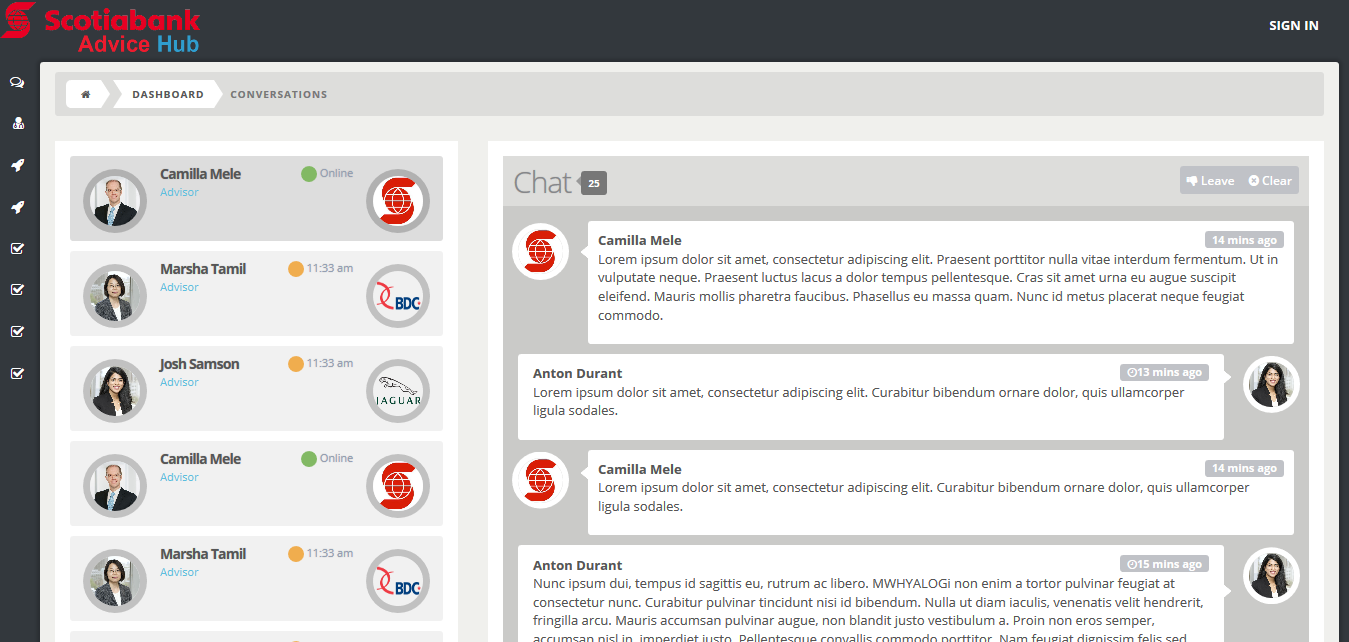 Scotiabank
Advice Hub
SIGN IN
DASHBOARD
CONVERSATIONS
Camilla Mele
Online
Advisor
Marsha Tamil
11:33 am
Advisor
BDC
Josh Samson
11:33 am
Advisor
JAGUAR
Camilla Mele
Online
Advisor
Marsha Tamil
11:33 am
Advisor
BDC
Chat 25
Leave
Clear
Camilla Mele
14 mins ago
Lorem ipsum dolor sit amet, consectetur adipiscing elit. Praesent porttitor nulla vitae interdum fermentum. Ut in
vulputate neque. Praesent luctus lacus a dolor tempus pellentesque. Cras sit amet urna eu augue suscipit
eleifend. Mauris mollis pharetra faucibus. Phasellus eu massa quam. Nunc id metus placerat neque feugiat
commodo.
Anton Durant
13 mins ago
Lorem ipsum dolor sit amet, consectetur adipiscing elit. Curabitur bibendum ornare dolor, quis ullamcorper
ligula sodales.
Camilla Mele
14 mins ago
Lorem ipsum dolor sit amet, consectetur adipiscing elit. Curabitur bibendum ornare dolor, quis ullamcorper
ligula sodales.
Anton Durant
15 mins ago
Nunc ipsum dui, tempus id sagittis eu, rutrum ac libero. MWHYALOGi non enim a tortor pulvinar feugiat at
consectetur nunc. Curabitur pulvinar tincidunt nisi id bibendum. Nulla ut diam iaculis, venenatis velit hendrerit,
fringilla arcu. Mauris accumsan pulvinar augue, non blandit justo vestibulum a. Proin non eros semper,
accumsan nisl in, imperdiet justo. Pellentesque convallis commodo porttitor. Nam feugiat dignissim felis sed